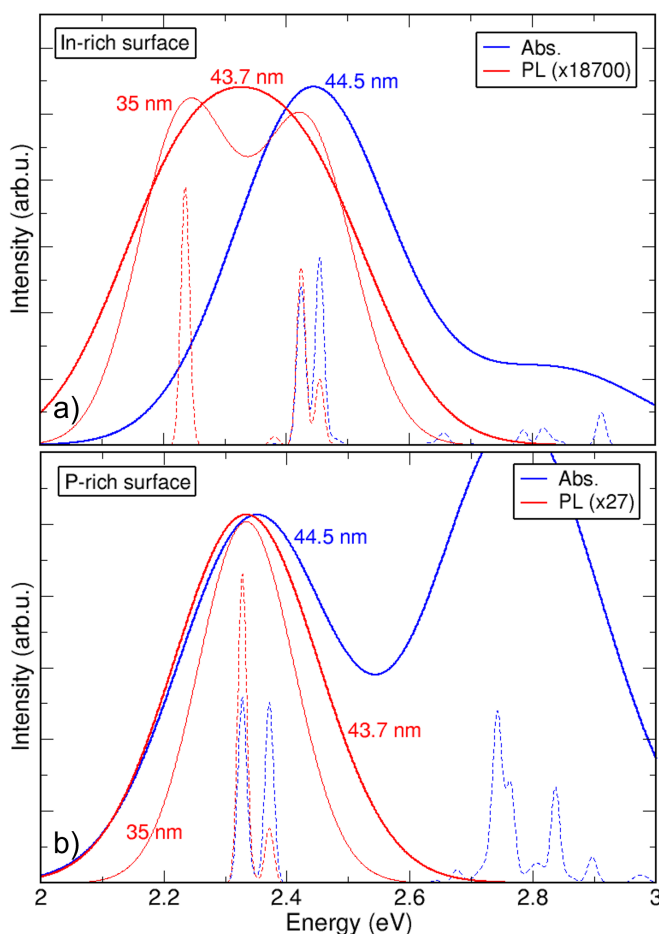 In-rich surface
43.7 nm
Abs.
PL (x18700)
35 nm
44.5 nm
Intensity (arb.u.)
a)
P-rich surface
Abs.
PL (x27)
44.5 nm
Intensity (arb.u.)
43.7 nm
35 nm
b)
2 2.2 2.4 2.6 2.8 3
Energy (eV)